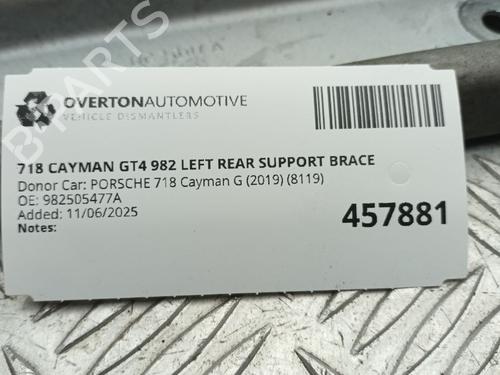 OVERTONAUTOMOTIVE
VEHICLE DISMANTLERS
718 CAYMAN GT4 982 LEFT REAR SUPPORT BRACE
Donor Car: PORSCHE 718 Cayman G (2019) (8119)
OE: 982505477A
Added: 11/06/2025
Notes:
457881
B-PARTS